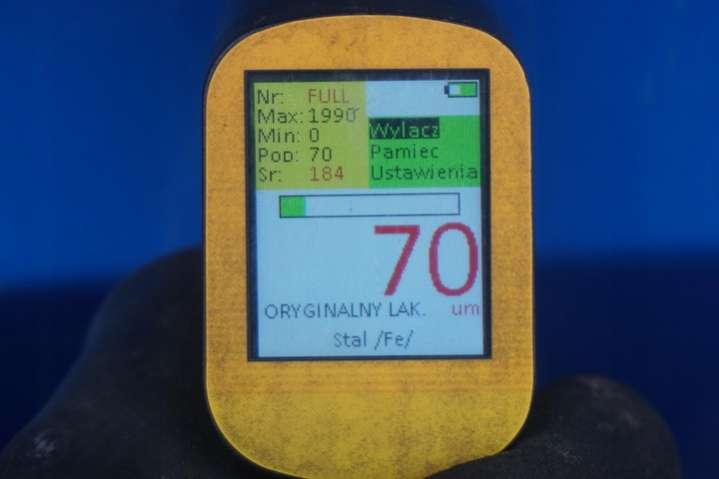 Nr: FULL
Max: 1990
Min: 0
Pop: 70
Sr: 184
Wylacz
Pamiec
Ustawienia
70
um
ORYGINALNY LAK.
Stal /Fe/